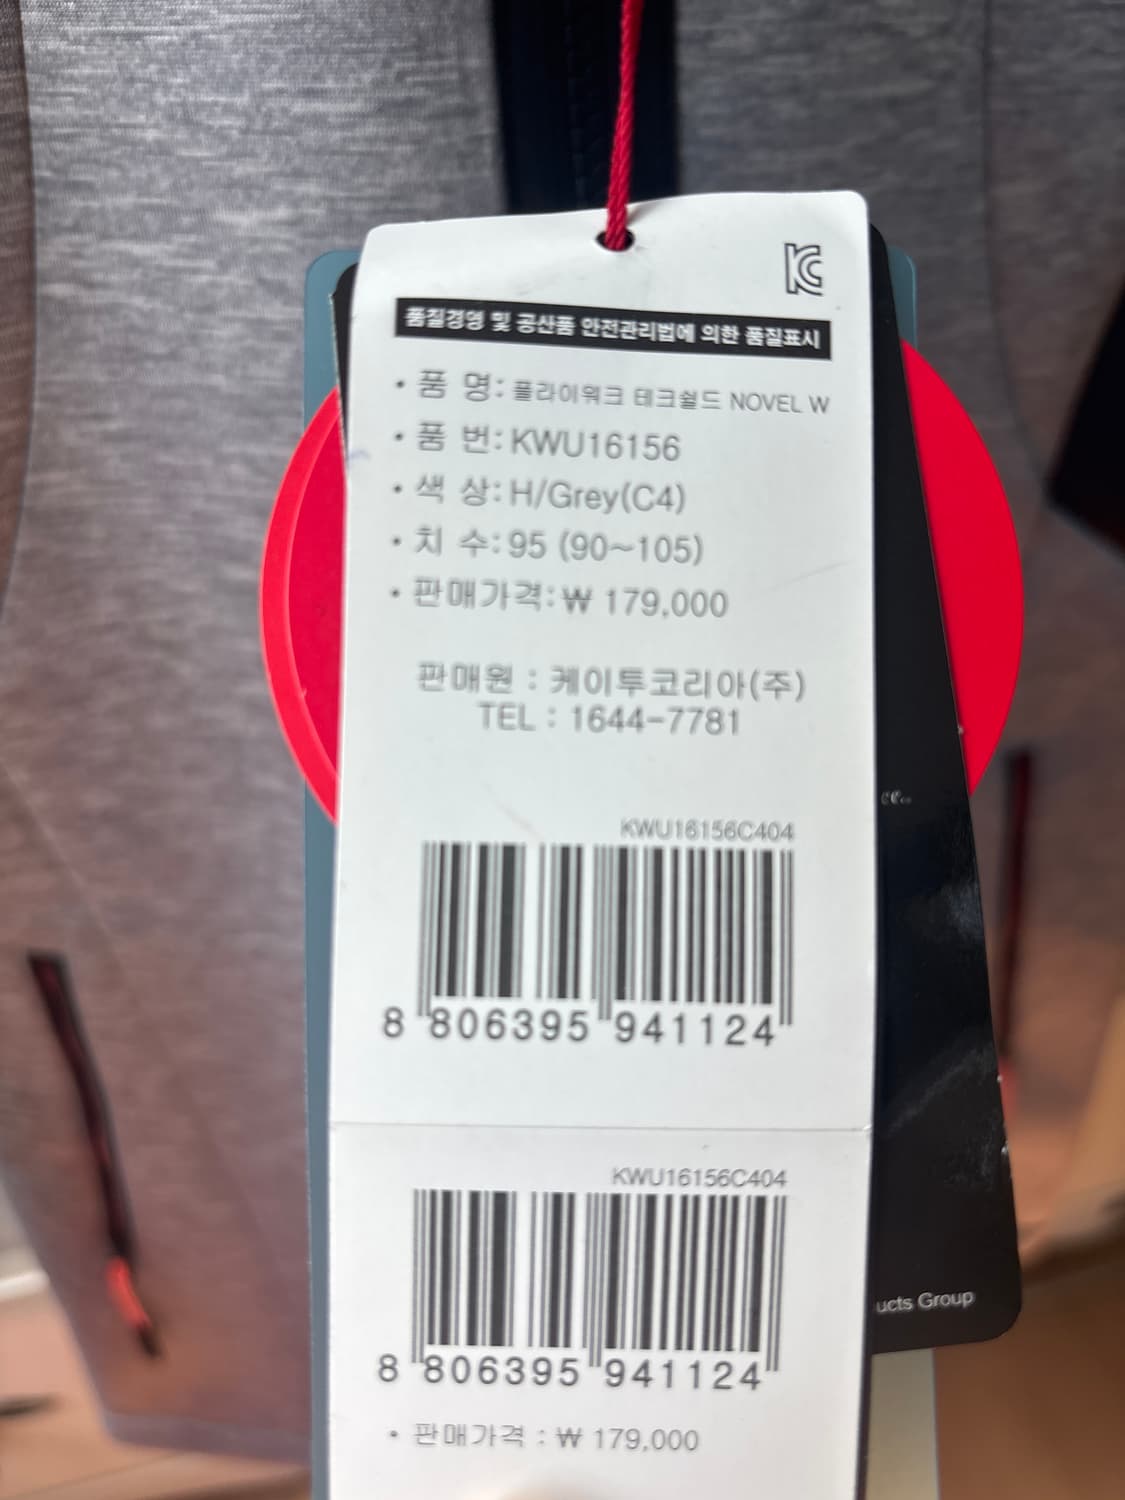 KC
품질경영 및 공산품 안전관리법에 의한 품질표시
• 품 명: 플라이워크 테크쉴드 NOVEL W
• 품 번: KWU16156
• 색 상: H/Grey(C4)
• 치 수: 95 (90~105)
• 판매가격: ₩ 179,000
판매원 : 케이투코리아(주)
TEL : 1644-7781
KWU16156C404
8 806395 941124
KWU16156C404
8 806395 941124
• 판매가격 : ₩ 179,000
ucts Group